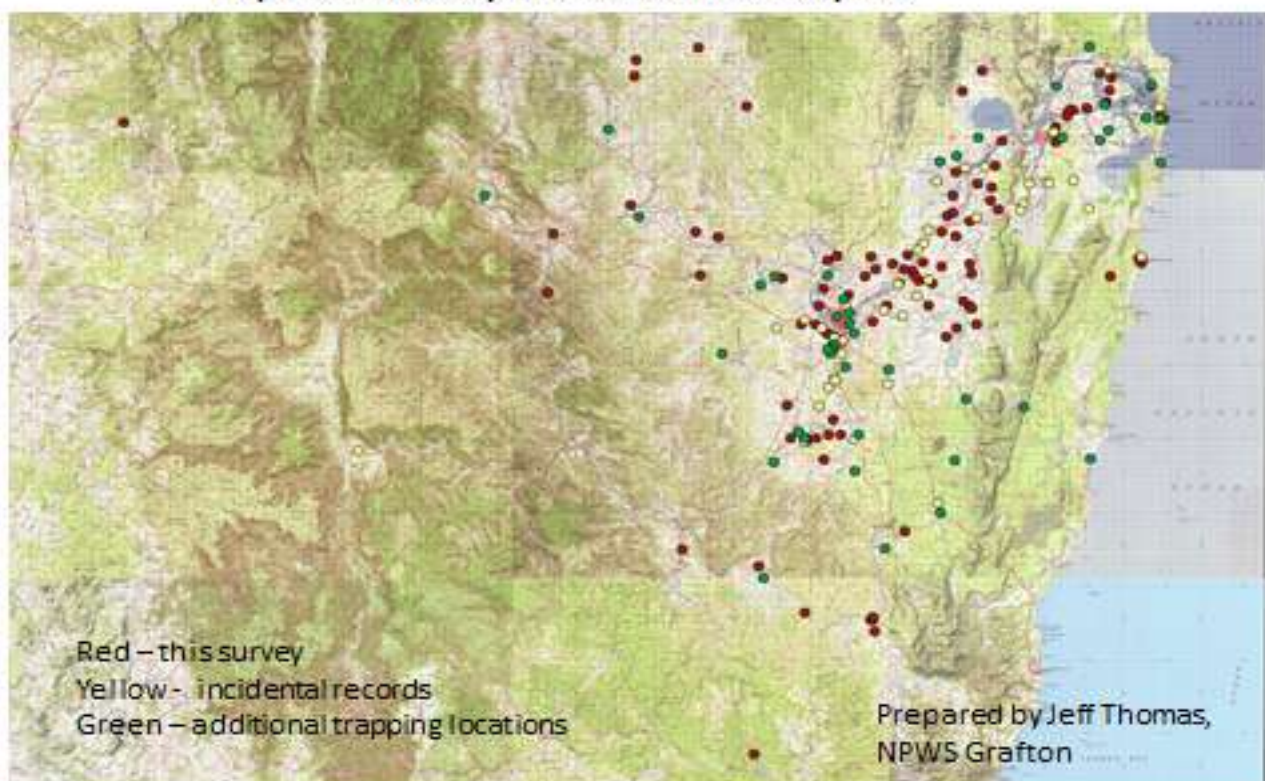 Red – this survey
Yellow - incidental records
Green – additional trapping locations
Prepared by Jeff Thomas,
NPWS Grafton